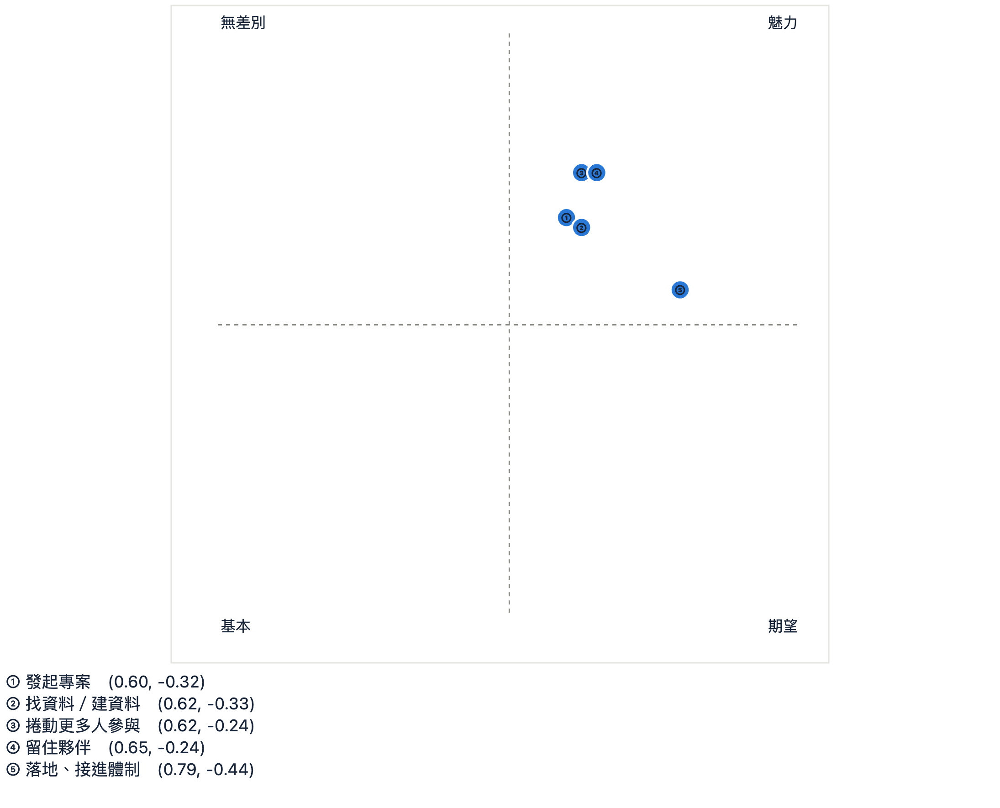 無差別
魅力
③
④
①
②
⑤
基本
期望
① 發起專案 (0.60, -0.32)
② 找資料 / 建資料 (0.62, -0.33)
③ 捲動更多人參與 (0.62, -0.24)
④ 留住夥伴 (0.65, -0.24)
⑤ 落地、接進體制 (0.79, -0.44)